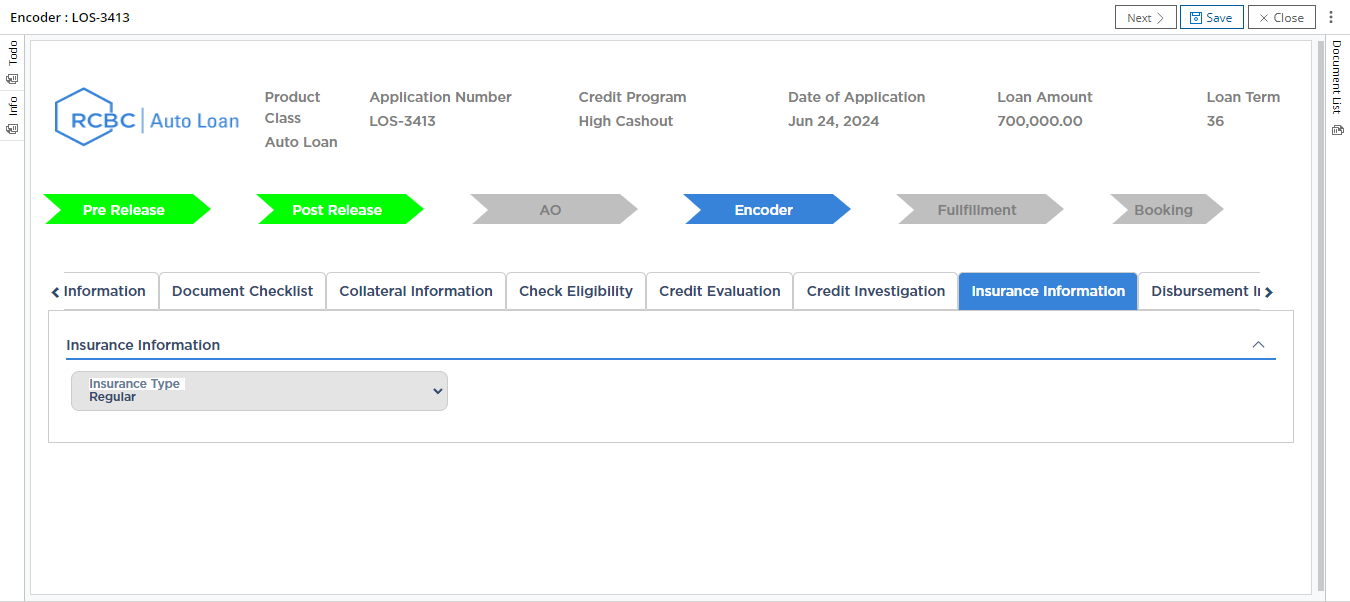 Encoder : LOS-3413
Next
Save
Close
Todo
Info
Document List
RCBC Auto Loan
Product Class
Auto Loan
Application Number
LOS-3413
Credit Program
High Cashout
Date of Application
Jun 24, 2024
Loan Amount
700,000.00
Loan Term
36
Pre Release
Post Release
AO
Encoder
Fullfillment
Booking
Information
Document Checklist
Collateral Information
Check Eligibility
Credit Evaluation
Credit Investigation
Insurance Information
Disbursement
Insurance Information
Insurance Type
Regular